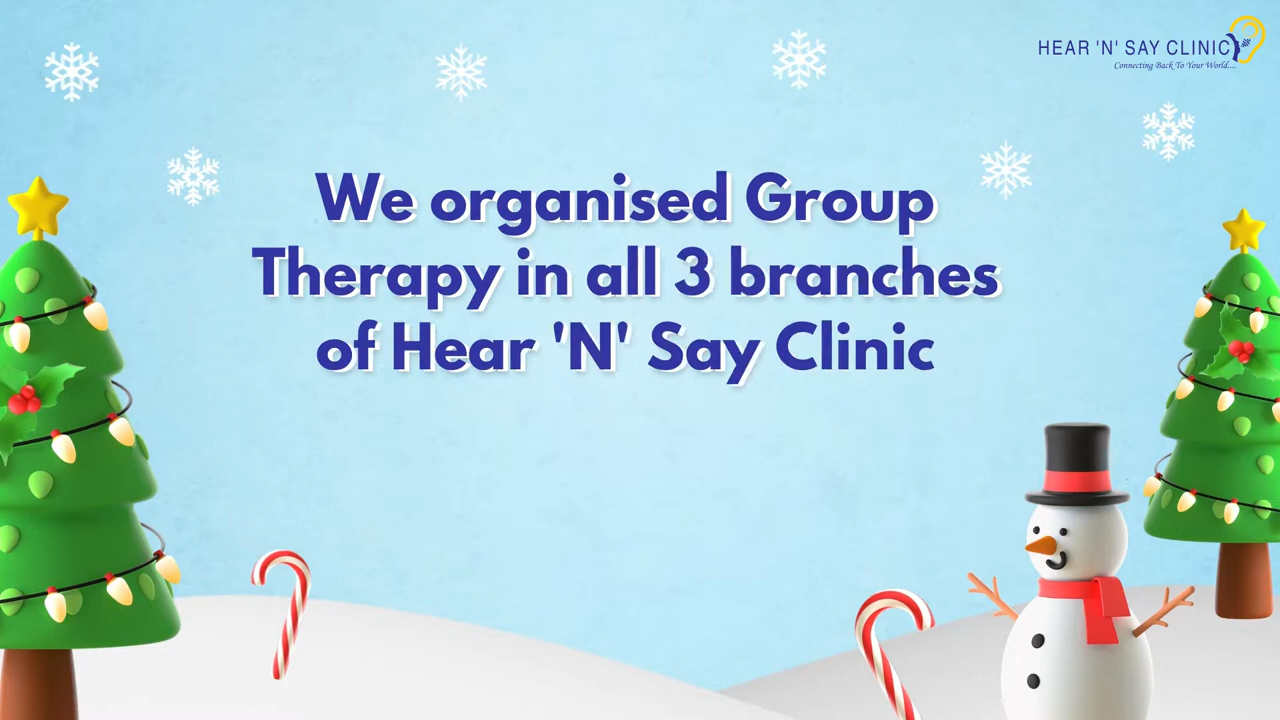 HEAR 'N' SAY CLINIC
Connecting Back To Your World....
We organised Group
Therapy in all 3 branches
of Hear 'N' Say Clinic